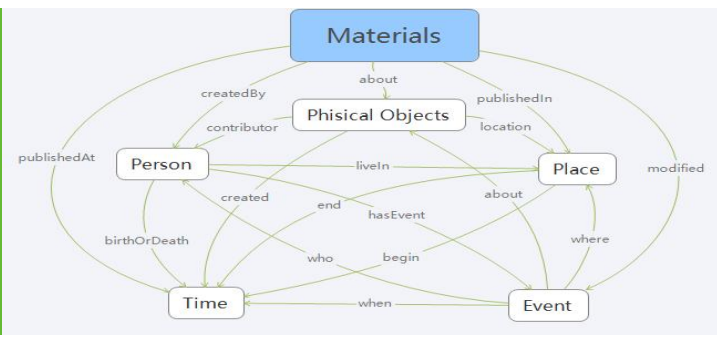 Materials
about
createdBy
publishedIn
Phisical Objects
contributor
location
publishedAt
Person
liveIn
Place
modified
created
end
about
hasEvent
birthOrDeath
where
who
begin
Time
when
Event